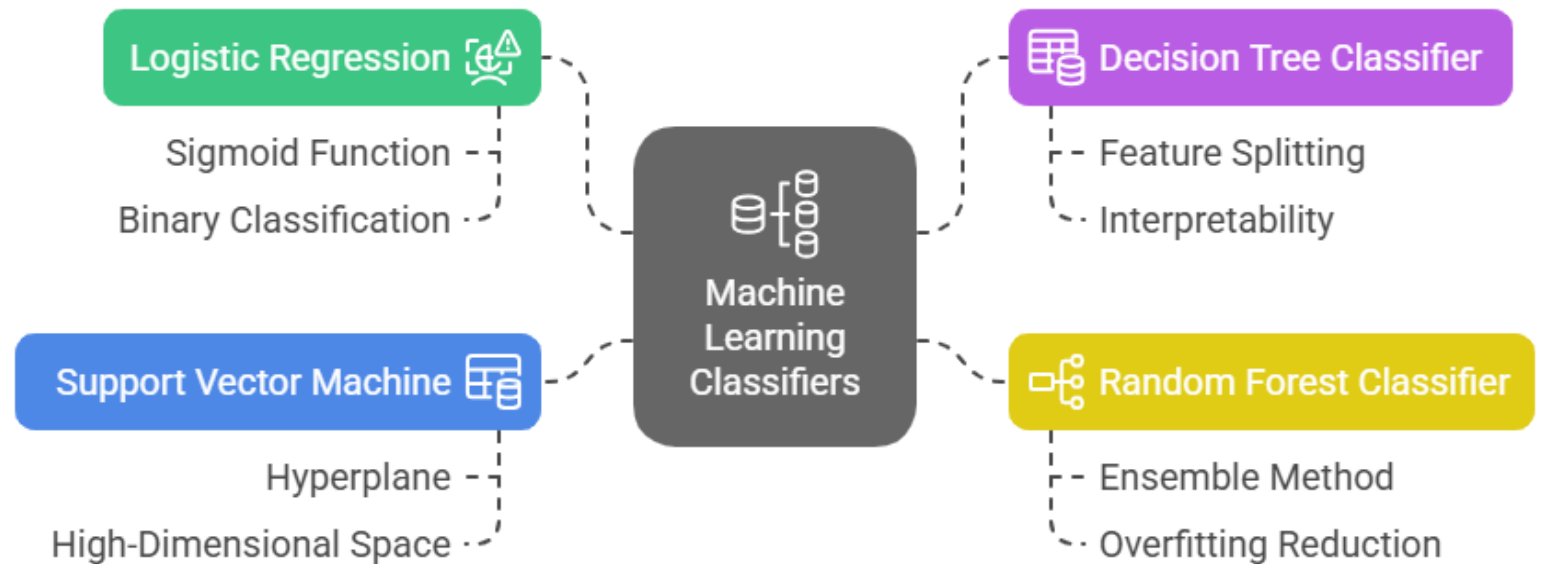 Logistic Regression
Sigmoid Function
Binary Classification
Support Vector Machine
Hyperplane
High-Dimensional Space
Machine
Learning
Classifiers
Decision Tree Classifier
Feature Splitting
Interpretability
Random Forest Classifier
Ensemble Method
Overfitting Reduction